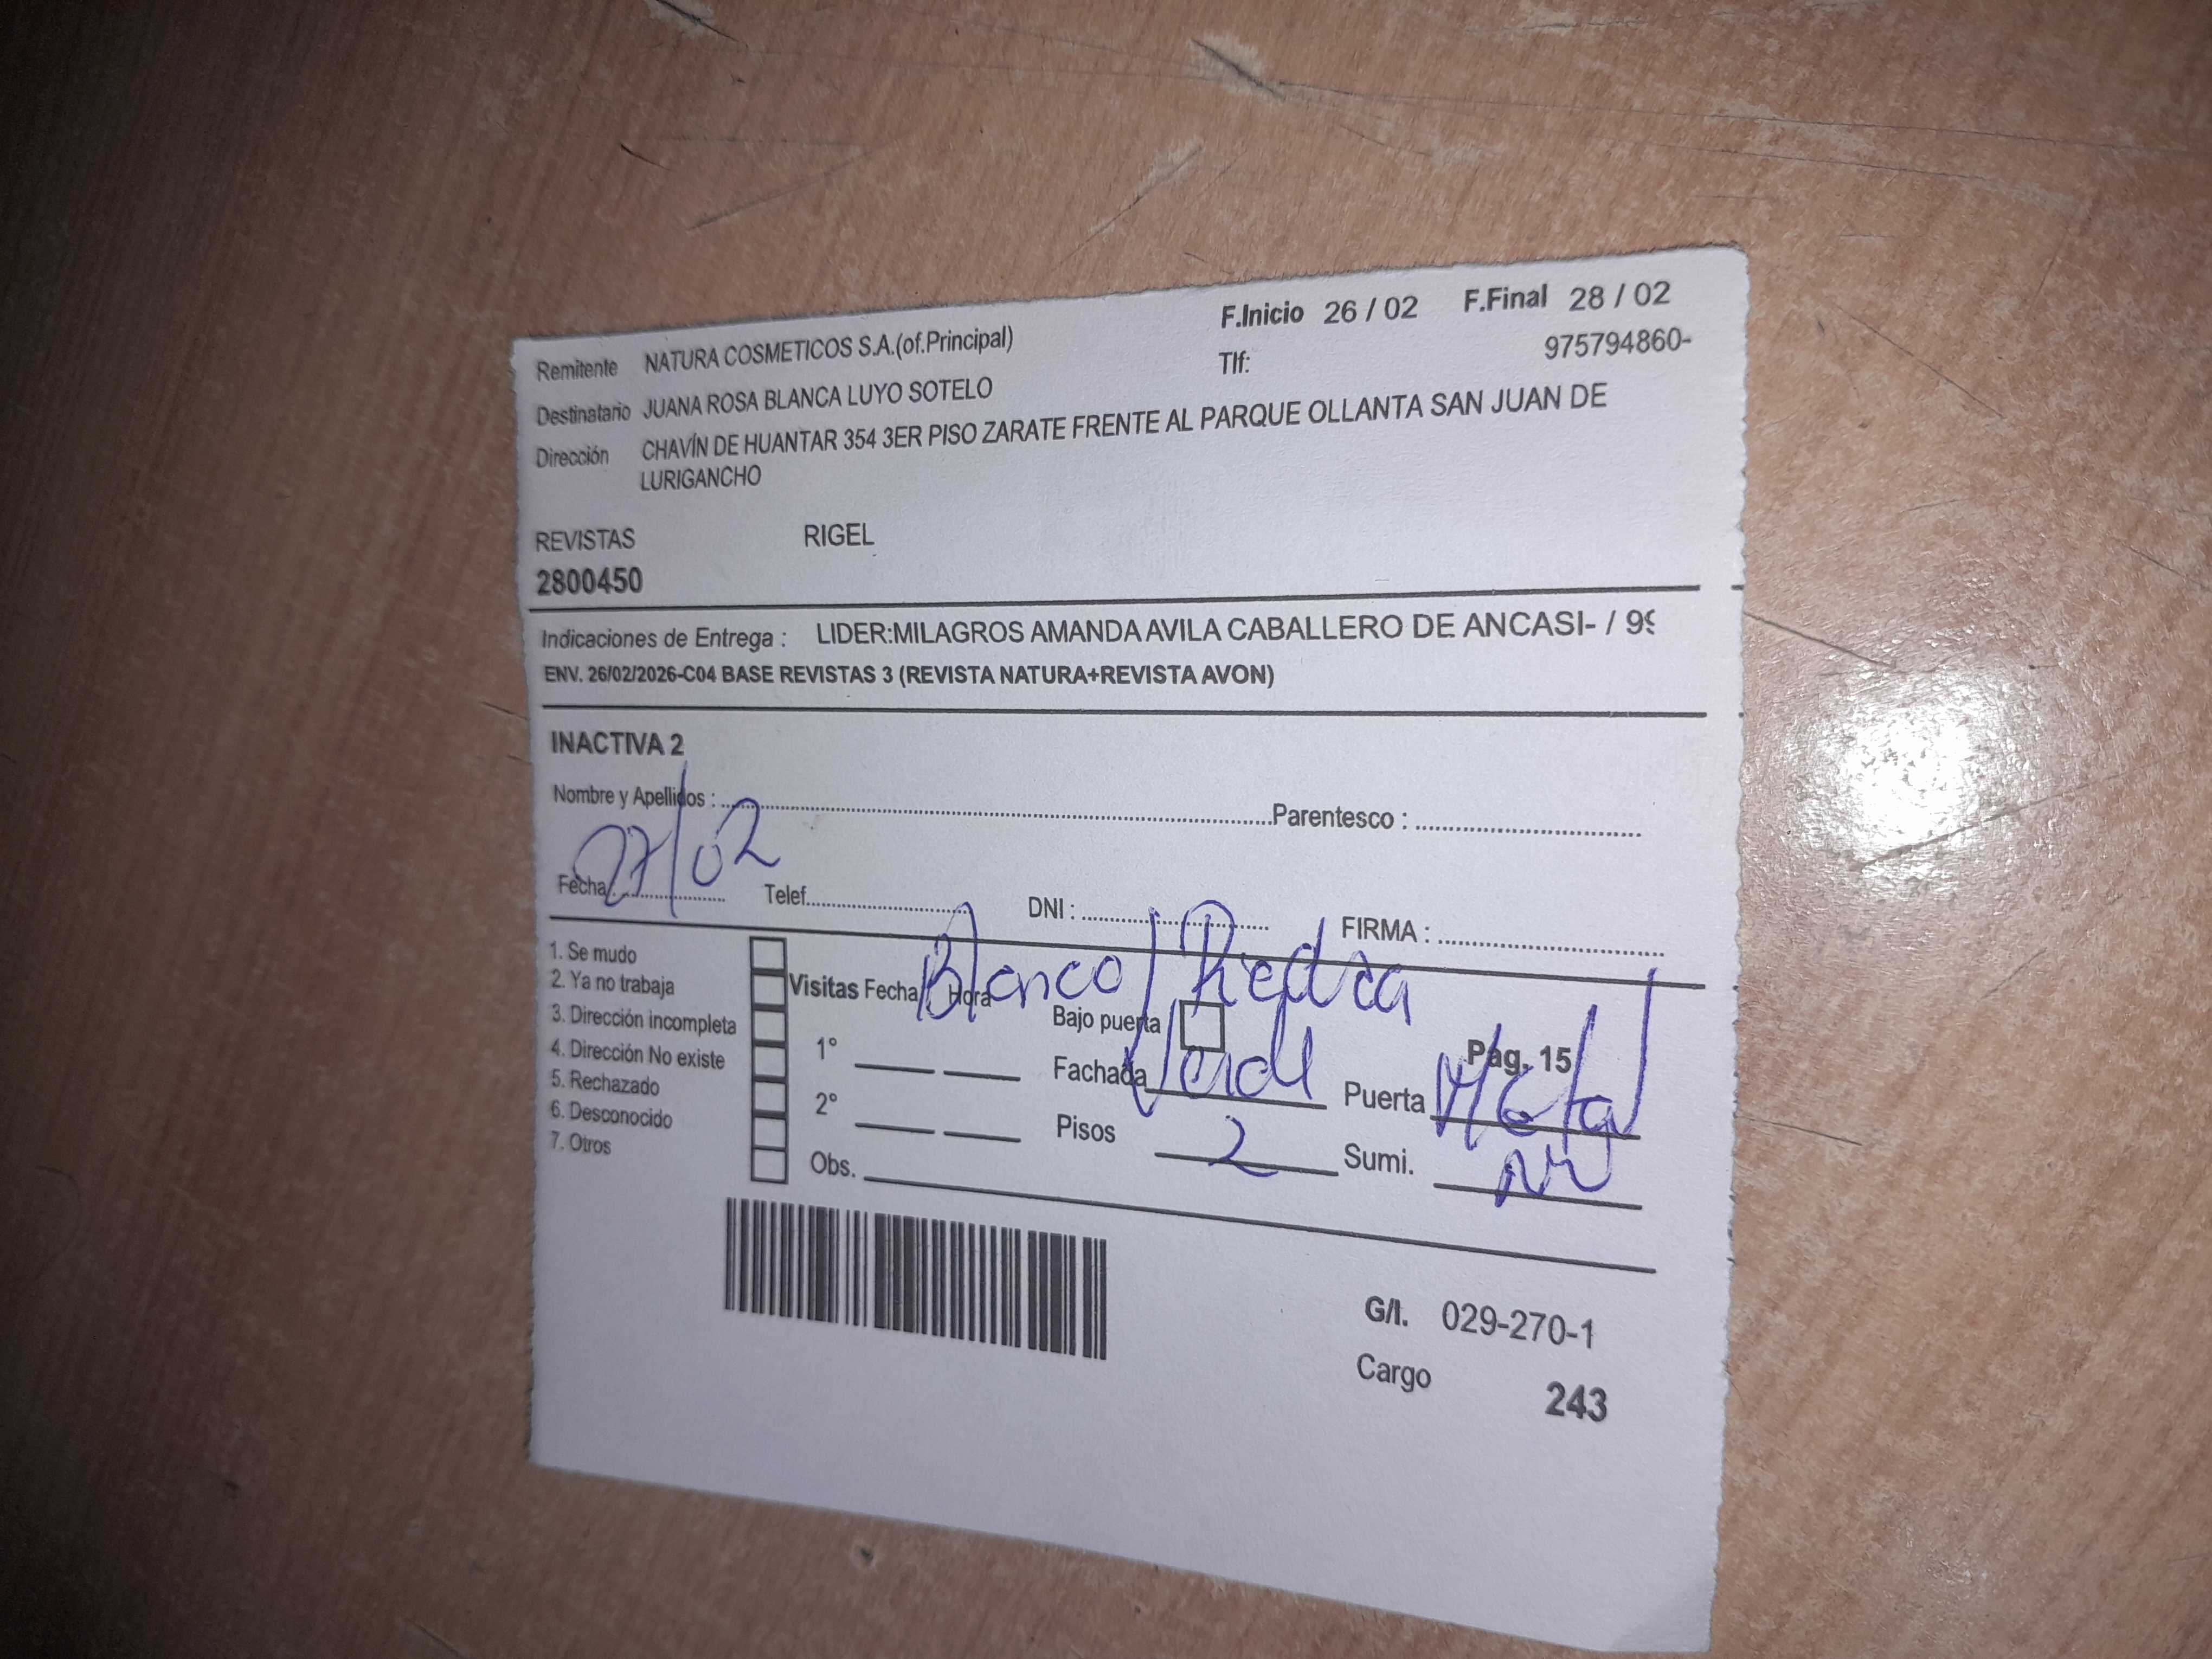 F.Inicio 26 / 02 F.Final 28 / 02
Remitente NATURA COSMETICOS S.A.(of.Principal) Tlf: 975794860-
Destinatario JUANA ROSA BLANCA LUYO SOTELO
Dirección CHAVÍN DE HUANTAR 354 3ER PISO ZARATE FRENTE AL PARQUE OLLANTA SAN JUAN DE
LURIGANCHO
REVISTAS RIGEL
2800450
Indicaciones de Entrega : LIDER:MILAGROS AMANDA AVILA CABALLERO DE ANCASI- / 99
ENV. 26/02/2026-C04 BASE REVISTAS 3 (REVISTA NATURA+REVISTA AVON)
INACTIVA 2
Nombre y Apellidos : Parentesco :
Fecha 27/02 Telef. DNI : FIRMA :
Blanco/Piedra
1. Se mudo
2. Ya no trabaja
3. Dirección incompleta
4. Dirección No existe
5. Rechazado
6. Desconocido
7. Otros
Visitas Fecha Hora
Bajo puerta
Pág. 15
1° Fachada Verde Puerta Metal
2° Pisos 2 Sumi.
Obs.
G/I. 029-270-1
Cargo 243